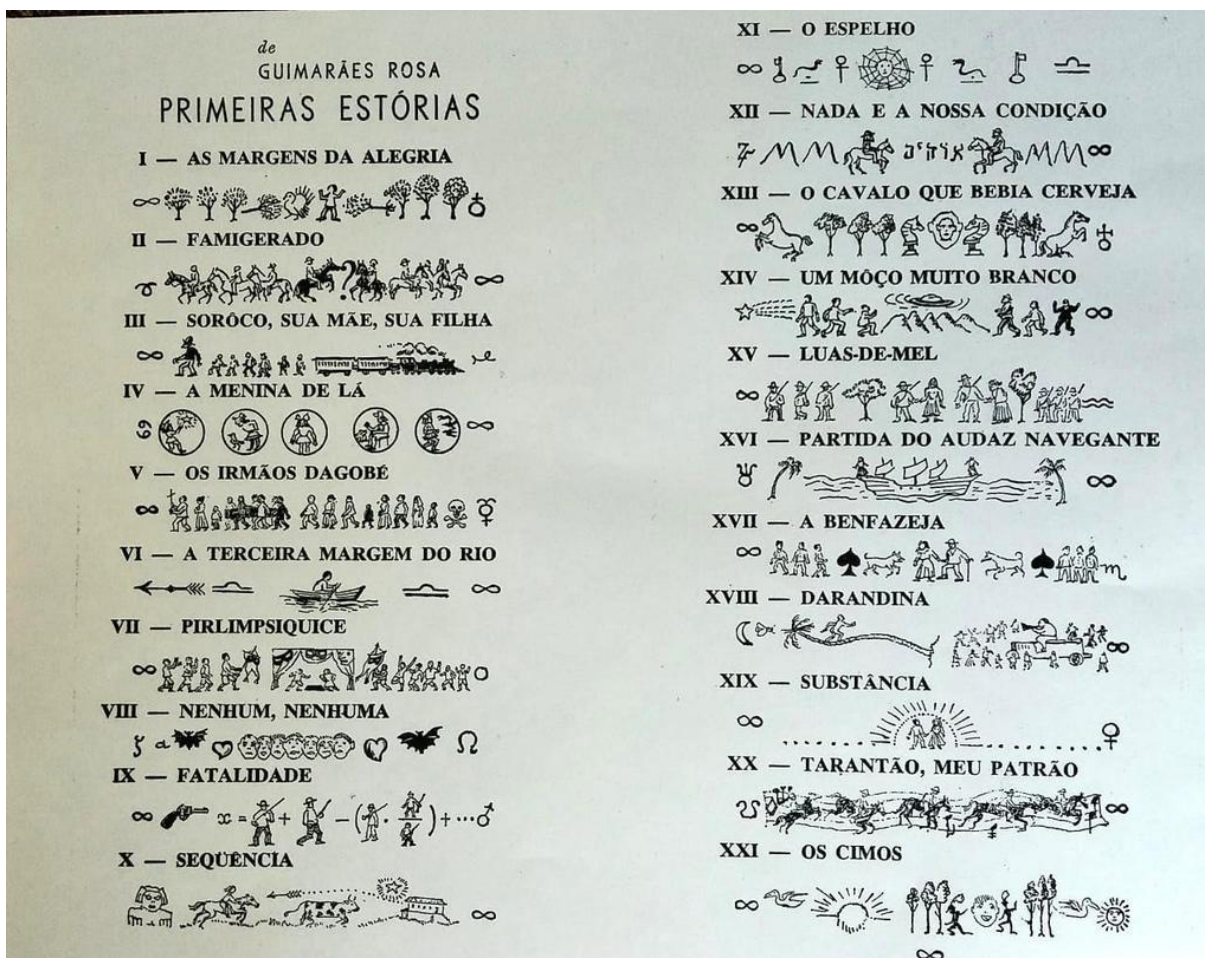 de
GUIMARÃES ROSA
PRIMEIRAS ESTÓRIAS
I — AS MARGENS DA ALEGRIA
II — FAMIGERADO
?
III — SORÔCO, SUA MÃE, SUA FILHA
IV — A MENINA DE LÁ
V — OS IRMÃOS DAGOBÉ
VI — A TERCEIRA MARGEM DO RIO
VII — PIRLIMPSIQUICE
VIII — NENHUM, NENHUMA
IX — FATALIDADE
X — SEQÜÊNCIA
XI — O ESPELHO
XII — NADA E A NOSSA CONDIÇÃO
XIII — O CAVALO QUE BEBIA CERVEJA
XIV — UM MÔÇO MUITO BRANCO
XV — LUAS-DE-MEL
XVI — PARTIDA DO AUDAZ NAVEGANTE
XVII — A BENFAZEJA
XVIII — DARANDINA
XIX — SUBSTÂNCIA
XX — TARANTÃO, MEU PATRÃO
XXI — OS CIMOS